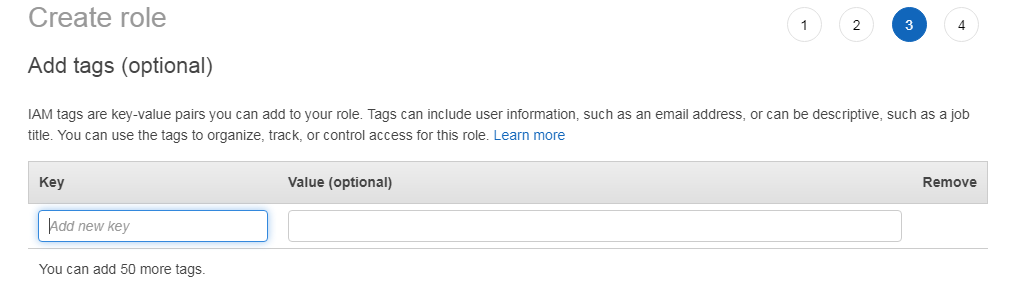 Create role
1 2 3 4
Add tags (optional)
IAM tags are key-value pairs you can add to your role. Tags can include user information, such as an email address, or can be descriptive, such as a job
title. You can use the tags to organize, track, or control access for this role. Learn more
Key Value (optional) Remove
Add new key
You can add 50 more tags.